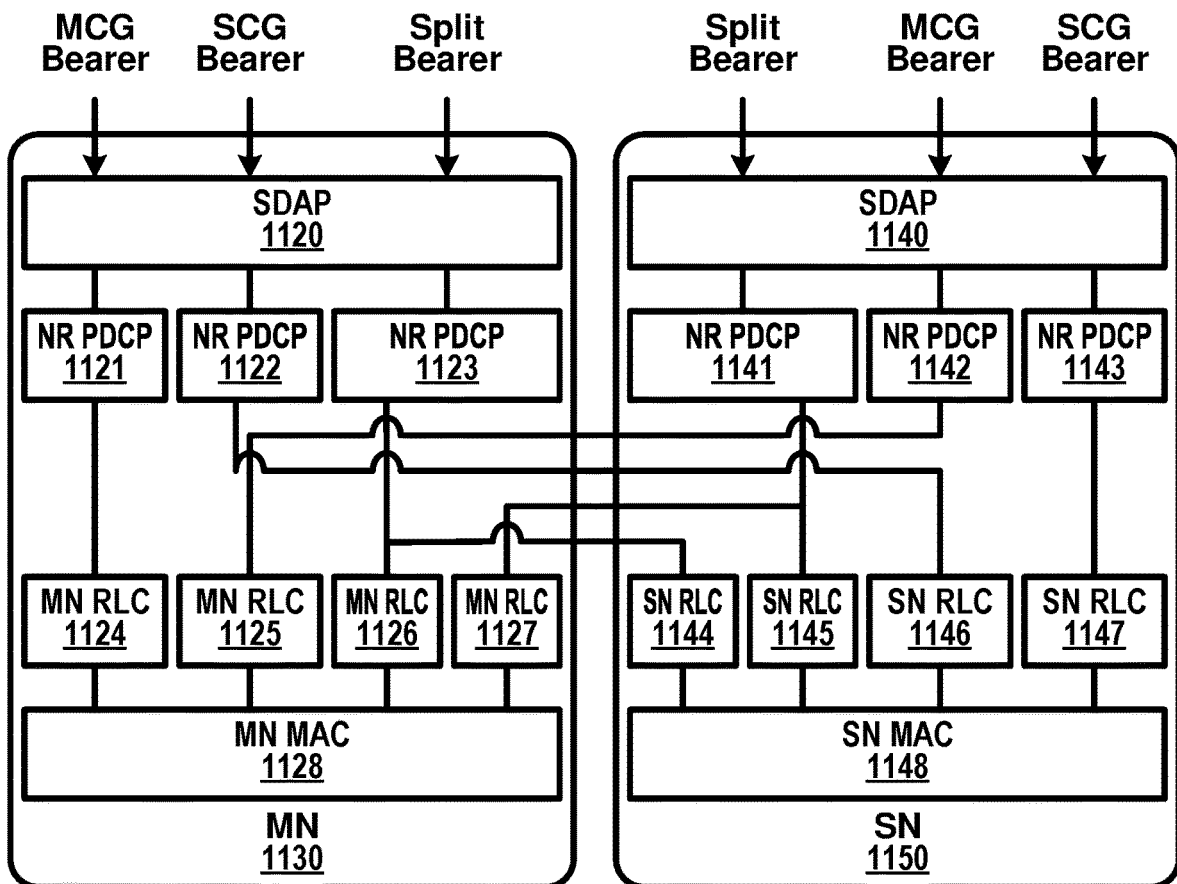 MCG Bearer SCG Bearer Split Bearer Split Bearer MCG Bearer SCG Bearer
SDAP SDAP
1120 1140
NR PDCP NR PDCP NR PDCP NR PDCP NR PDCP NR PDCP
1121 1122 1123 1141 1142 1143
MN RLC MN RLC MN RLC MN RLC SN RLC SN RLC SN RLC SN RLC
1124 1125 1126 1127 1144 1145 1146 1147
MN MAC SN MAC
1128 1148
MN SN
1130 1150